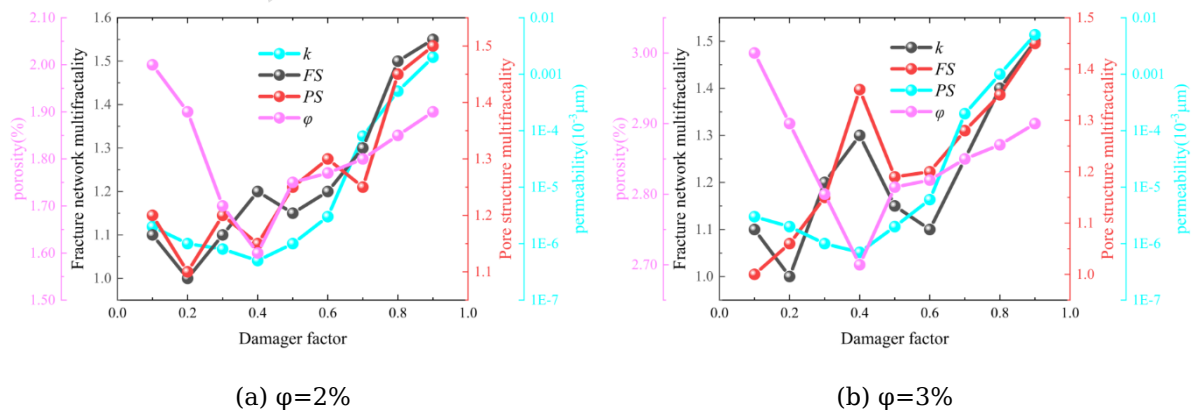 2.10
2.05
2.00
1.90
1.80
1.70
1.60
1.50
porosity(%)
1.6
1.5
1.4
1.3
1.2
1.1
1.0
Fracture network multifractality
k
FS
PS
φ
0.0 0.2 0.4 0.6 0.8 1.0
Damager factor
1.5
1.4
1.3
1.2
1.1
Pore structure multifractality
0.01
0.001
1E-4
1E-5
1E-6
1E-7
permeability(10⁻³μm)
(a) φ=2%
3.00
2.90
2.80
2.70
porosity(%)
1.5
1.4
1.3
1.2
1.1
1.0
Fracture network multifractality
k
FS
PS
φ
0.0 0.2 0.4 0.6 0.8 1.0
Damager factor
1.5
1.4
1.3
1.2
1.1
1.0
Pore structure multifractality
0.01
0.001
1E-4
1E-5
1E-6
1E-7
permeability(10⁻³μm)
(b) φ=3%